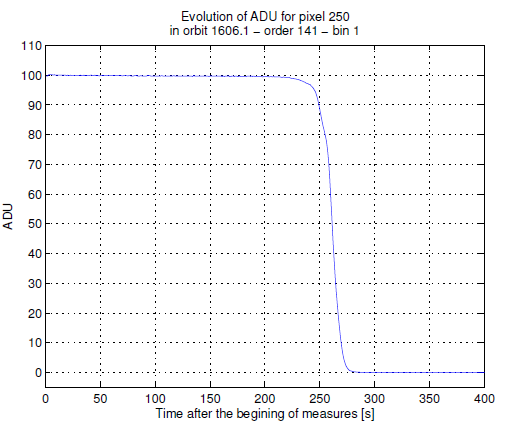 Evolution of ADU for pixel 250
in orbit 1606.1 − order 141 − bin 1
110
100
90
80
70
60
50
40
30
20
10
0
ADU
0 50 100 150 200 250 300 350 400
Time after the begining of measures [s]